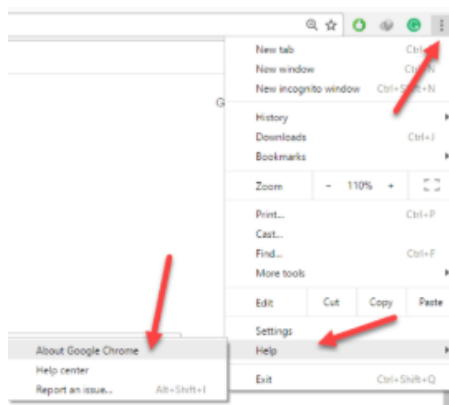 New tab
New window
New incognito window
G
History
Downloads Ctrl+J
Bookmarks
Zoom - 110% +
Print... Ctrl+P
Cast...
Find... Ctrl+F
More tools
Edit Cut Copy Paste
Settings
Help
About Google Chrome
Help center
Report an issue... Alt+Shift+I
Exit Ctrl+Shift+Q